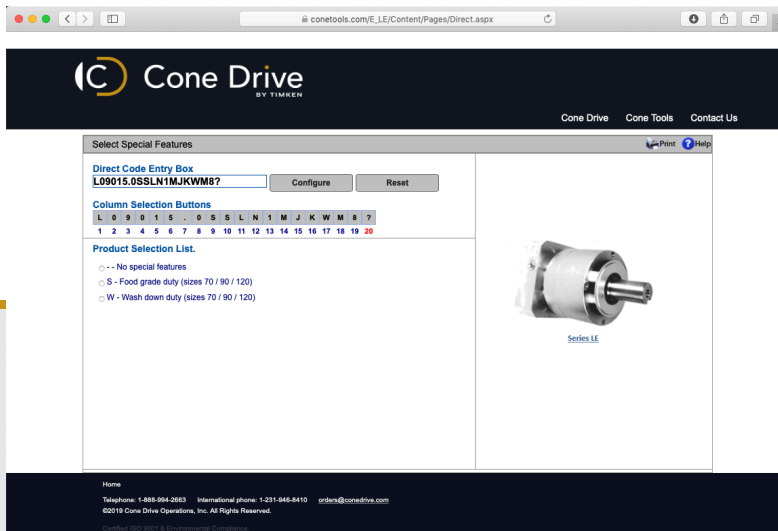 conetools.com/E_LE/Content/Pages/Direct.aspx
Cone Drive
BY TIMKEN
Cone Drive Cone Tools Contact Us
Select Special Features Print Help
Direct Code Entry Box
L09015.0SSLN1MJKWM8? Configure Reset
Column Selection Buttons
L 0 9 0 1 5 . 0 S S L N 1 M J K W M 8 ?
1 2 3 4 5 6 7 8 9 10 11 12 13 14 15 16 17 18 19 20
Product Selection List.
- - No special features
S - Food grade duty (sizes 70 / 90 / 120)
W - Wash down duty (sizes 70 / 90 / 120)
Series LE
Home
Telephone: 1-888-994-2663 International phone: 1-231-946-8410 orders@conedrive.com
©2019 Cone Drive Operations, Inc. All Rights Reserved.
Certified ISO 9001 & Environmental Compliance.